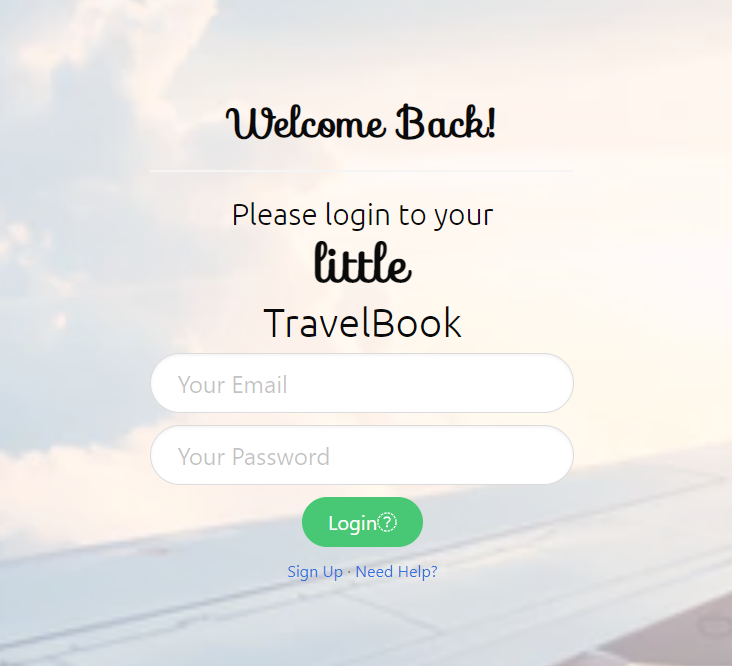 Welcome Back!
Please login to your
little
TravelBook
Your Email
Your Password
Login
Sign Up · Need Help?